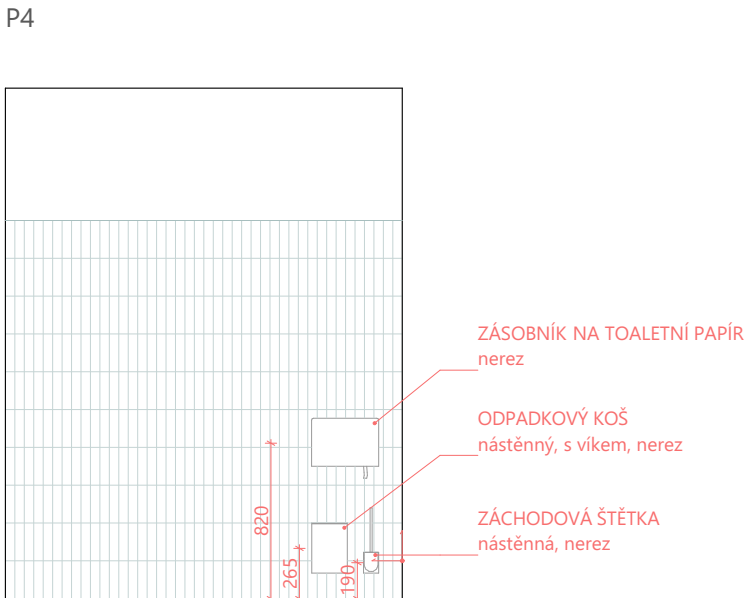 P4
ZÁSOBNÍK NA TOALETNÍ PAPÍR
nerez
ODPADKOVÝ KOŠ
nástěnný, s víkem, nerez
ZÁCHODOVÁ ŠTĚTKA
nástěnná, nerez
820
265
190